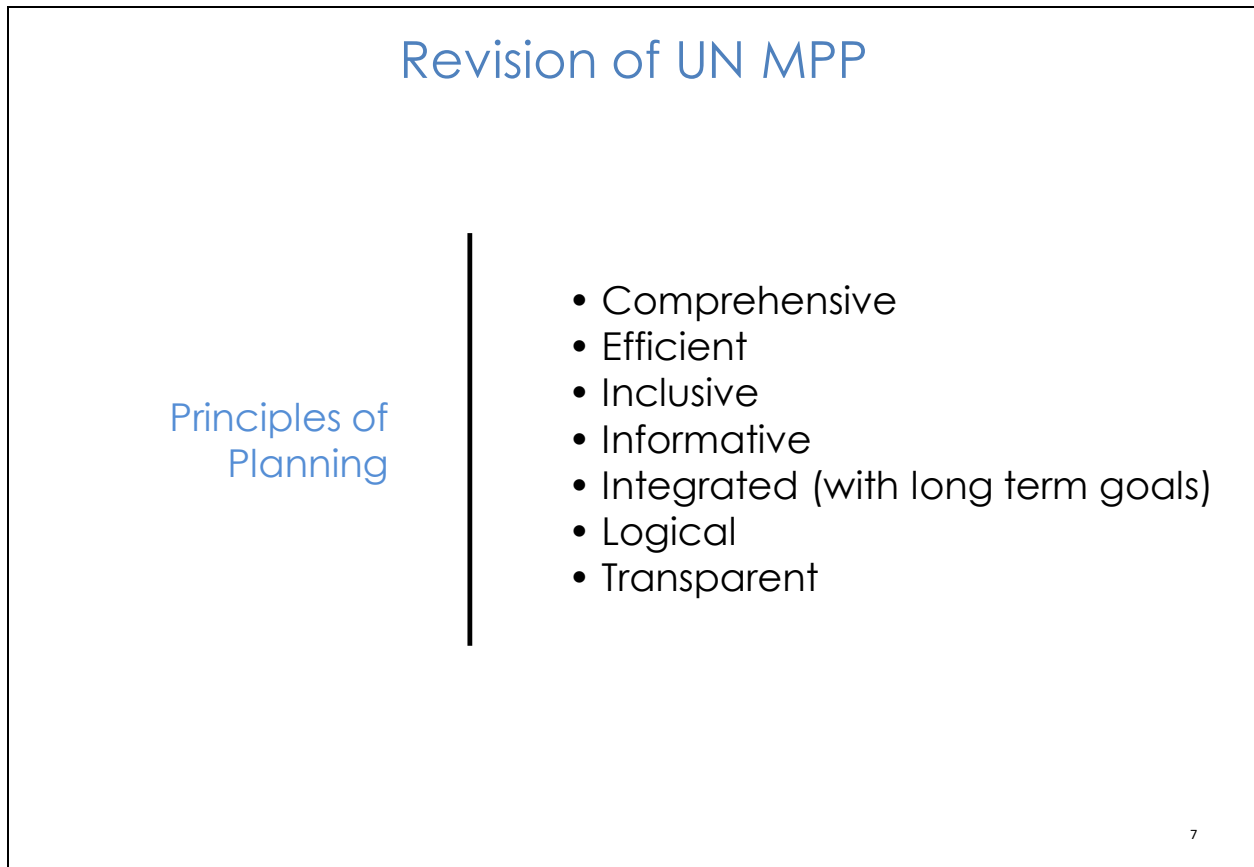 Revision of UN MPP
Principles of
Planning
• Comprehensive
• Efficient
• Inclusive
• Informative
• Integrated (with long term goals)
• Logical
• Transparent
7